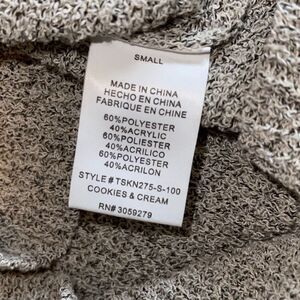 SMALL
MADE IN CHINA
HECHO EN CHINA
FABRIQUE EN CHINE
60%POLYESTER
40%ACRYLIC
60%POLIESTER
40%ACRILICO
60%POLYESTER
40%ACRILON
STYLE # TSKN275-S-100
COOKIES & CREAM
RN# 3059279